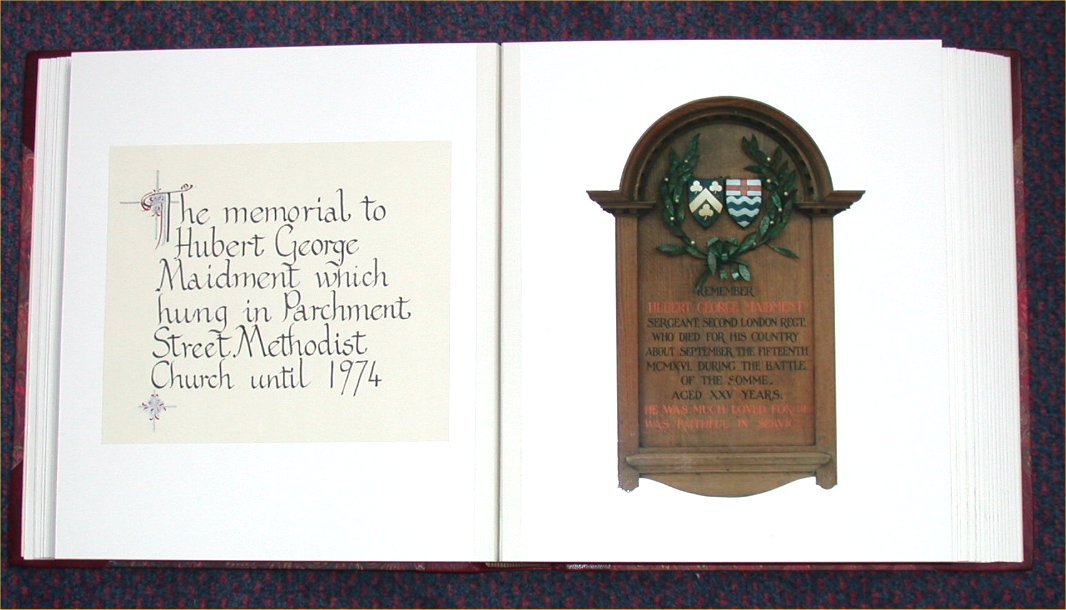 The memorial to
Hubert George
Maidment which
hung in Parchment
Street Methodist
Church until 1974
REMEMBER
HUBERT GEORGE MAIDMENT
SERGEANT, SECOND LONDON REGT.
WHO DIED FOR HIS COUNTRY
ABOUT SEPTEMBER THE FIFTEENTH
MCMXVI. DURING THE BATTLE
OF THE SOMME.
AGED XXV YEARS.
HE WAS MUCH LOVED FOR HE
WAS FAITHFUL IN SERVICE